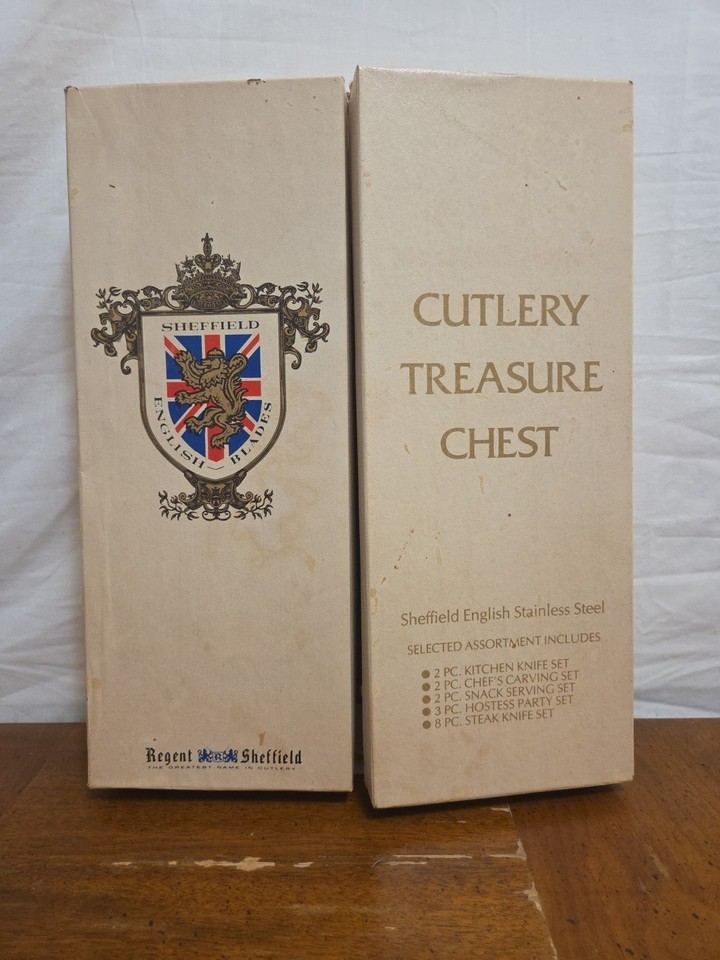 SHEFFIELD
ENGLISH BLADES
Regent Sheffield
THE GREATEST NAME IN CUTLERY
CUTLERY
TREASURE
CHEST
Sheffield English Stainless Steel
SELECTED ASSORTMENT INCLUDES
● 2 PC. KITCHEN KNIFE SET
● 2 PC. CHEF'S CARVING SET
● 2 PC. SNACK SERVING SET
● 3 PC. HOSTESS PARTY SET
● 8 PC. STEAK KNIFE SET